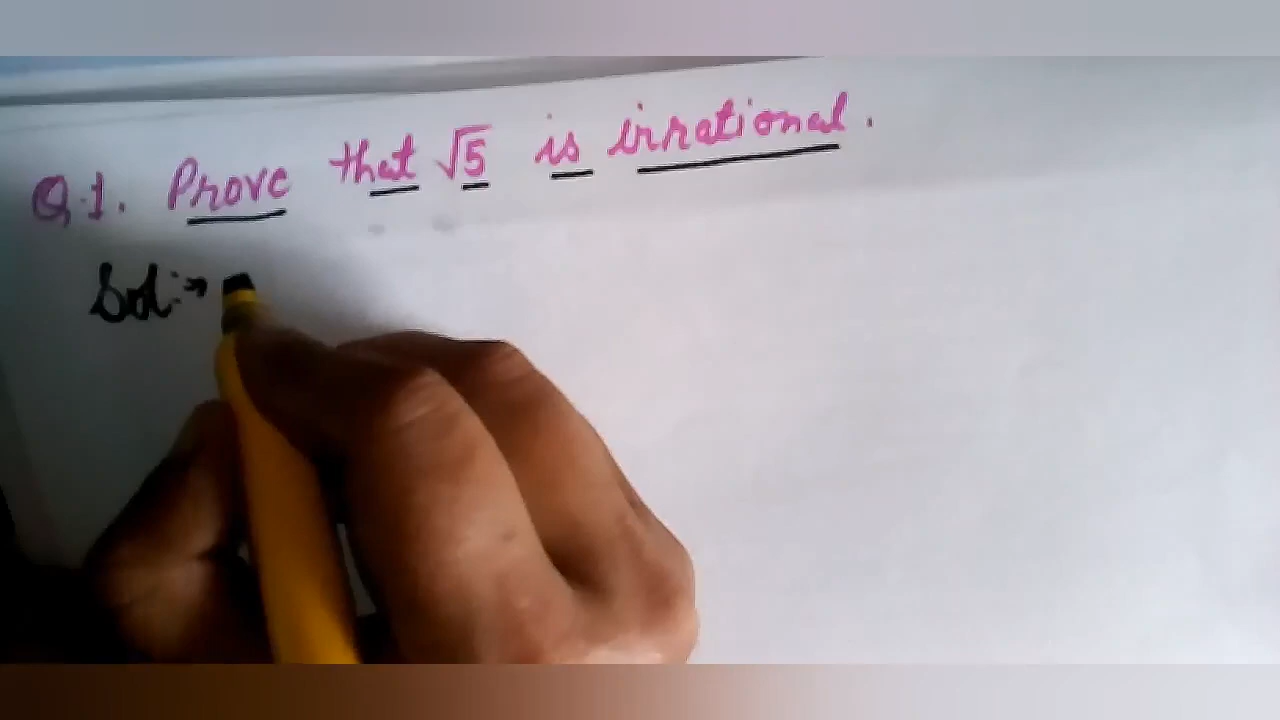 Q.1. Prove that √5 is irrational.
Sol:→